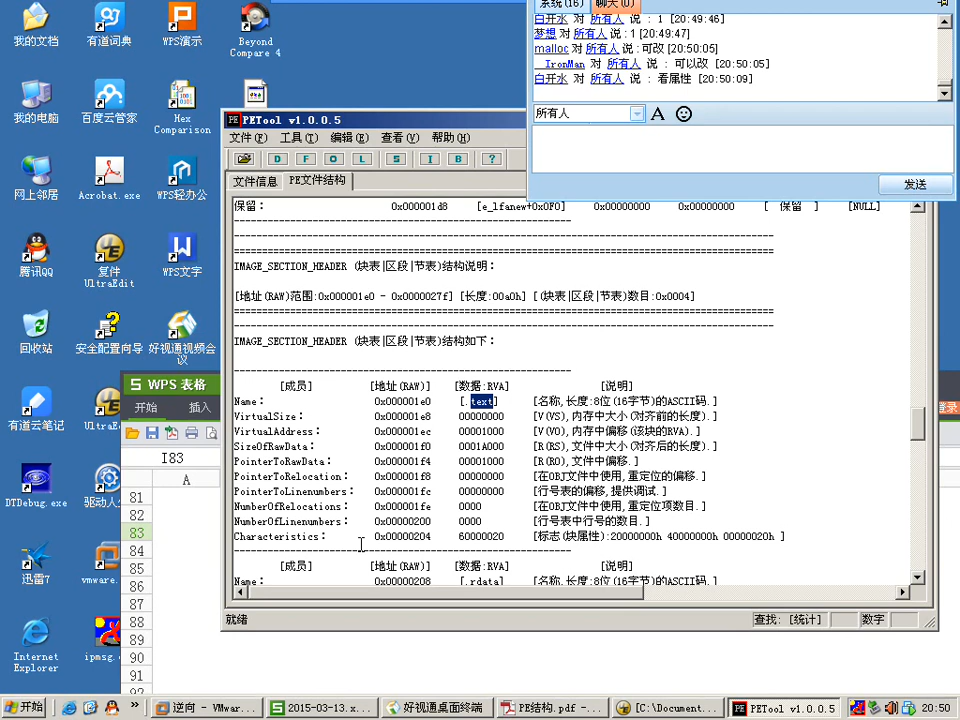 系统(16) 聊天(0)
白开水 对 所有人 说 : 1 [20:49:46]
梦想 对 所有人 说 : 1 [20:49:47]
malloc 对 所有人 说 : 可改 [20:50:05]
_IronMan 对 所有人 说 : 可以改 [20:50:05]
白开水 对 所有人 说 : 看属性 [20:50:09]
所有人 A
发送
我的文档
有道词典
WPS演示
Beyond Compare 4
我的电脑
百度云管家
Hex Comparison
网上邻居
Acrobat.exe
WPS轻办公
腾讯QQ
复件 UltraEdit
WPS文字
回收站
安全配置向导
好视通视频会议
有道云笔记
UltraE
DTDebug.exe
驱动人
迅雷7
vmware.
Internet Explorer
ipmsg.
PETool v1.0.0.5
文件(F) 工具(T) 编辑(E) 查看(V) 帮助(H)
D F O L S I B ?
文件信息 PE文件结构
保留: 0x000001d8 [e_lfanew+0x0F0] 0x00000000 0x00000000 [ 保留 ] [NULL]
IMAGE_SECTION_HEADER (块表|区段|节表)结构说明:
[地址(RAW)范围:0x000001e0 - 0x0000027f] [长度:00a0h] [(块表|区段|节表)数目:0x0004]
IMAGE_SECTION_HEADER (块表|区段|节表)结构如下:
[成员] [地址(RAW)] [数据:RVA] [说明]
Name: 0x000001e0 [.text] [名称,长度:8位(16字节)的ASCII码.]
VirtualSize: 0x000001e8 00000000 [V(VS),内存中大小(对齐前的长度).]
VirtualAddress: 0x000001ec 00001000 [V(VO),内存中偏移(该块的RVA).]
SizeOfRawData: 0x000001f0 0001A000 [R(RS),文件中大小(对齐后的长度).]
PointerToRawData: 0x000001f4 00001000 [R(RO),文件中偏移.]
PointerToRelocation: 0x000001f8 00000000 [在OBJ文件中使用,重定位的偏移.]
PointerToLinenumbers: 0x000001fc 00000000 [行号表的偏移,提供调试.]
NumberOfRelocations: 0x000001fe 0000 [在OBJ文件中使用,重定位项数目.]
NumberOfLinenumbers: 0x00000200 0000 [行号表中行号的数目.]
Characteristics: 0x00000204 60000020 [标志(块属性):20000000h 40000000h 00000020h ]
[成员] [地址(RAW)] [数据:RVA] [说明]
Name: 0x00000208 [.rdata] [名称,长度:8位(16字节)的ASCII码.]
就绪 查找: [统计] 数字
S WPS 表格
开始 插入
登录
I83
A
81
82
83
84
85
86
87
88
89
90
91
92
开始 逆向 - VMwar... 2015-03-13.x... 好视通桌面终端 PE结构.pdf -... [C:\Document... PETool v1.0.0.5 20:50